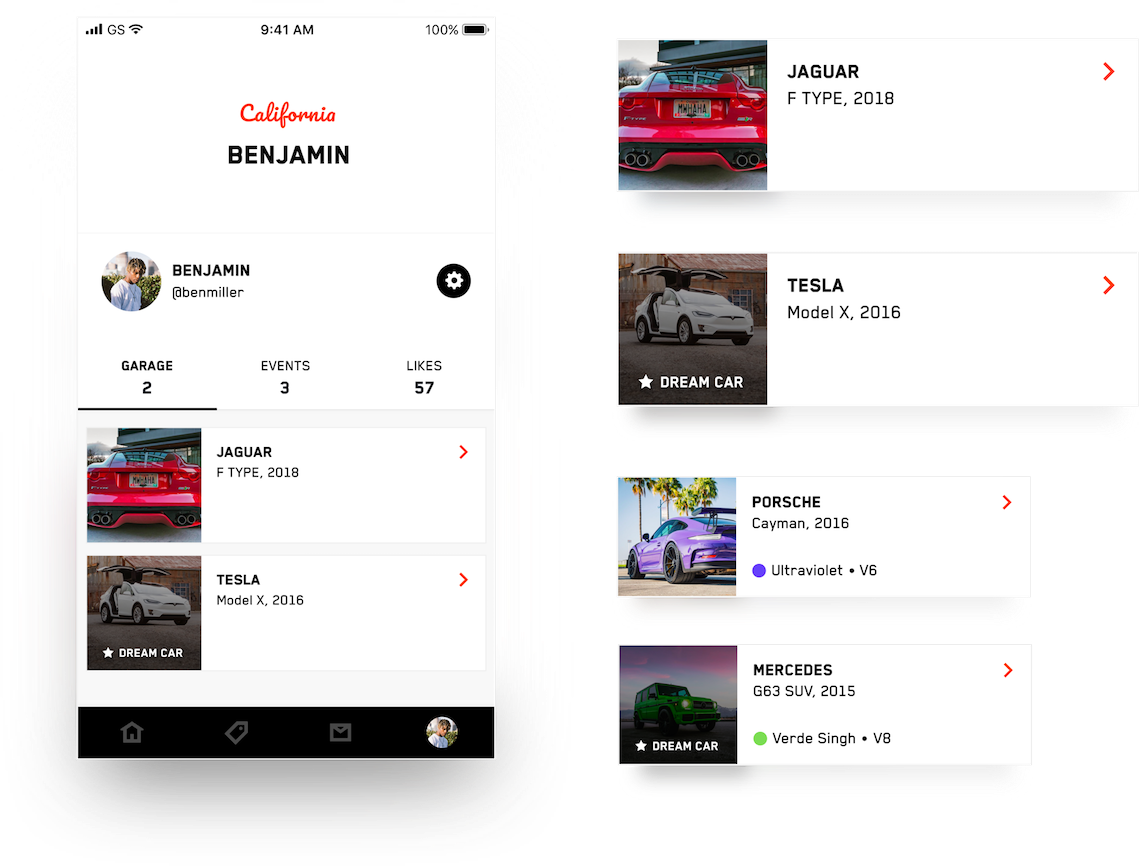 GS 9:41 AM 100%
California
BENJAMIN
BENJAMIN
@benmiller
GARAGE EVENTS LIKES
2 3 57
JAGUAR
F TYPE, 2018
TESLA
Model X, 2016
DREAM CAR
JAGUAR
F TYPE, 2018
TESLA
Model X, 2016
DREAM CAR
PORSCHE
Cayman, 2016
Ultraviolet • V6
MERCEDES
G63 SUV, 2015
Verde Singh • V8
DREAM CAR